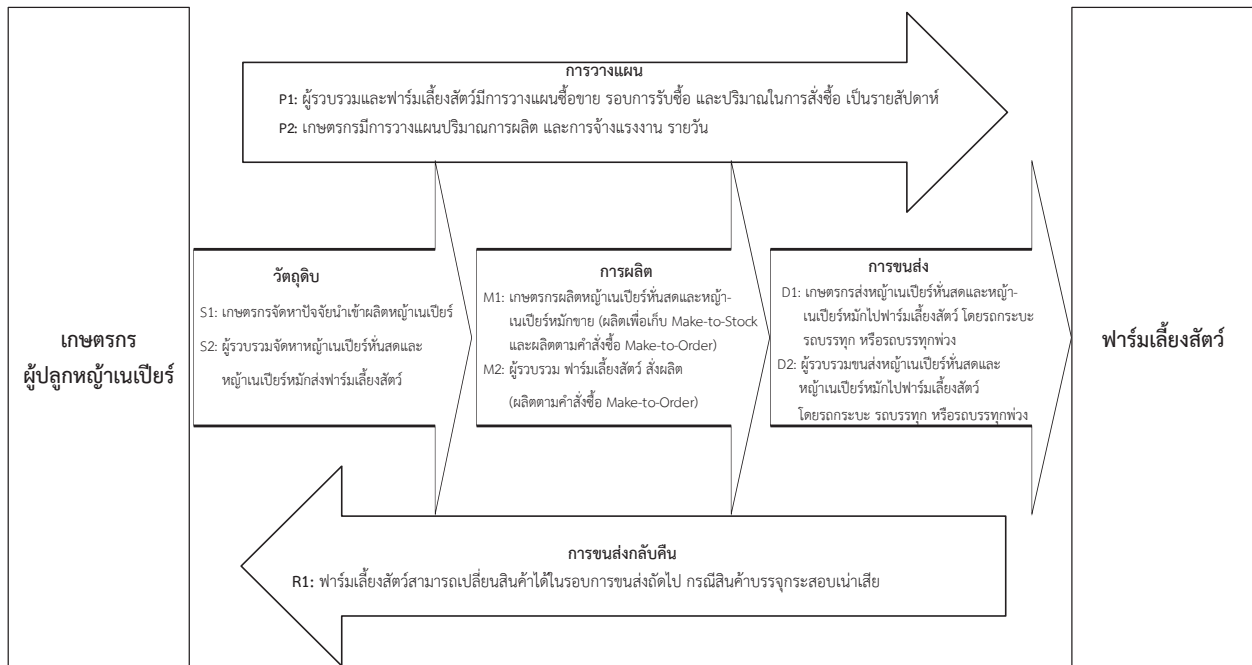 การวางแผน
P1: ผู้รวบรวมและฟาร์มเลี้ยงสัตว์มีการวางแผนซื้อขาย รอบการรับซื้อ และปริมาณในการสั่งซื้อ เป็นรายสัปดาห์
P2: เกษตรกรมีการวางแผนปริมาณการผลิต และการจ้างแรงงาน รายวัน
เกษตรกร
ผู้ปลูกหญ้าเนเปียร์
วัตถุดิบ
S1: เกษตรกรจัดหาปัจจัยนำเข้าผลิตหญ้าเนเปียร์
S2: ผู้รวบรวมจัดหาหญ้าเนเปียร์หั่นสดและ
หญ้าเนเปียร์หมักส่งฟาร์มเลี้ยงสัตว์
การผลิต
M1: เกษตรกรผลิตหญ้าเนเปียร์หั่นสดและหญ้า-
เนเปียร์หมักขาย (ผลิตเพื่อเก็บ Make-to-Stock
และผลิตตามคำสั่งซื้อ Make-to-Order)
M2: ผู้รวบรวม ฟาร์มเลี้ยงสัตว์ สั่งผลิต
(ผลิตตามคำสั่งซื้อ Make-to-Order)
การขนส่ง
D1: เกษตรกรส่งหญ้าเนเปียร์หั่นสดและหญ้า-
เนเปียร์หมักไปฟาร์มเลี้ยงสัตว์ โดยรถกระบะ
รถบรรทุก หรือรถบรรทุกพ่วง
D2: ผู้รวบรวมขนส่งหญ้าเนเปียร์หั่นสดและ
หญ้าเนเปียร์หมักไปฟาร์มเลี้ยงสัตว์
โดยรถกระบะ รถบรรทุก หรือรถบรรทุกพ่วง
ฟาร์มเลี้ยงสัตว์
การขนส่งกลับคืน
R1: ฟาร์มเลี้ยงสัตว์สามารถเปลี่ยนสินค้าได้ในรอบการขนส่งถัดไป กรณีสินค้าบรรจุกระสอบเน่าเสีย